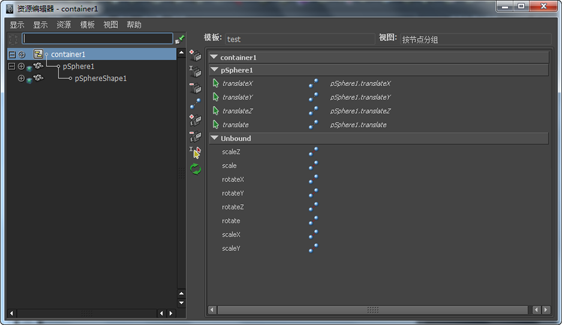 资源编辑器 - container1
显示 显示 资源 模板 视图 帮助
模板: test 视图: 按节点分组
container1
pSphere1
pSphereShape1
container1
pSphere1
translateX pSphere1.translateX
translateY pSphere1.translateY
translateZ pSphere1.translateZ
translate pSphere1.translate
Unbound
scaleZ
scale
rotateX
rotateY
rotateZ
rotate
scaleX
scaleY